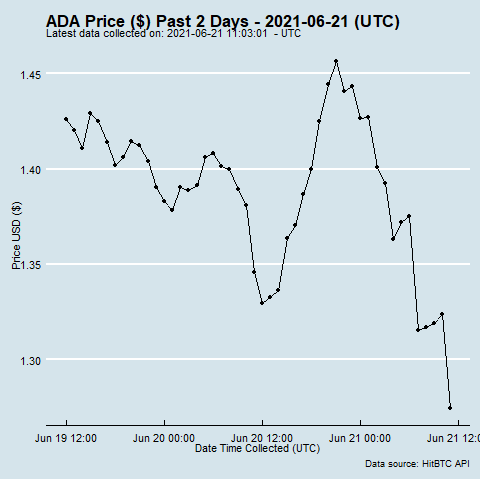 ADA Price ($) Past 2 Days - 2021-06-21 (UTC)
Latest data collected on: 2021-06-21 11:03:01 - UTC
Price USD ($)
1.45
1.40
1.35
1.30
Jun 19 12:00 Jun 20 00:00 Jun 20 12:00 Jun 21 00:00 Jun 21 12:0
Date Time Collected (UTC)
Data source: HitBTC API